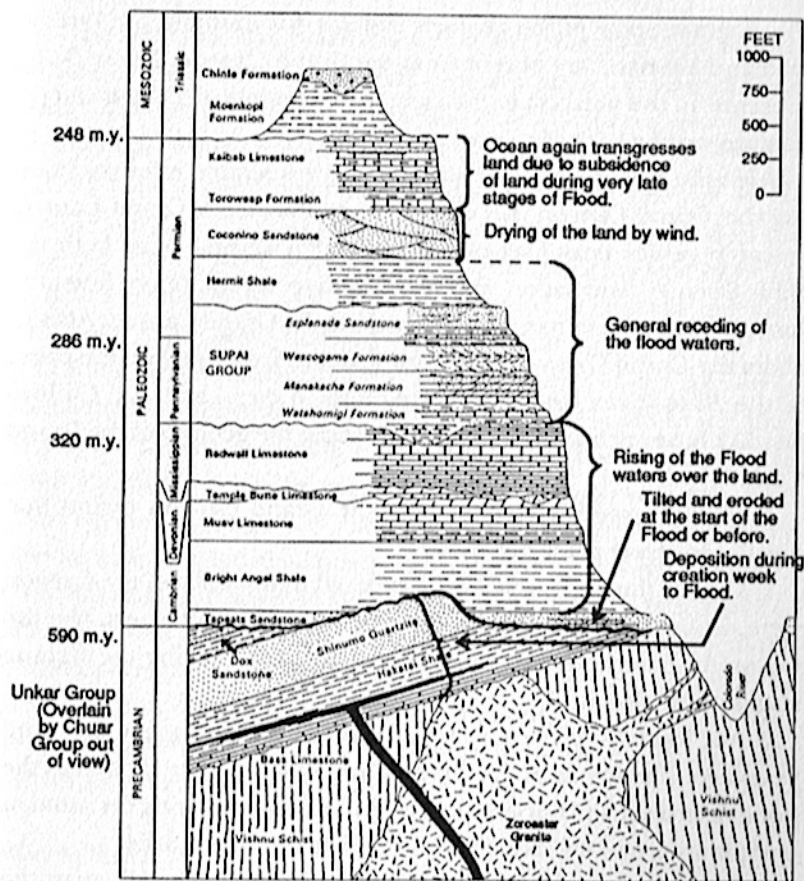 FEET
1000
750
500
250
0
MESOZOIC
Triassic
Chinle Formation
Moenkopi
Formation
248 m.y.
Kaibab Limestone
Toroweap Formation
Ocean again transgresses
land due to subsidence
of land during very late
stages of Flood.
PALEOZOIC
Permian
Coconino Sandstone
Drying of the land by wind.
Hermit Shale
Esplanade Sandstone
General receding of
the flood waters.
286 m.y.
Pennsylvanian
SUPAI
GROUP
Wescogame Formation
Manakacha Formation
Watahomigi Formation
320 m.y.
Mississippian
Redwall Limestone
Rising of the Flood
waters over the land.
Temple Butte Limestone
Devonian
Muav Limestone
Tilted and eroded
at the start of the
Flood or before.
Cambrian
Bright Angel Shale
Deposition during
creation week
to Flood.
Tapeats Sandstone
590 m.y.
PRECAMBRIAN
Dox
Sandstone
Shinumo Quartzite
Hakatai Shale
Unkar Group
(Overlain
by Chuar
Group out
of view)
Bass Limestone
Colorado
River
Vishnu Schist
Zoroaster
Granite
Vishnu
Schist